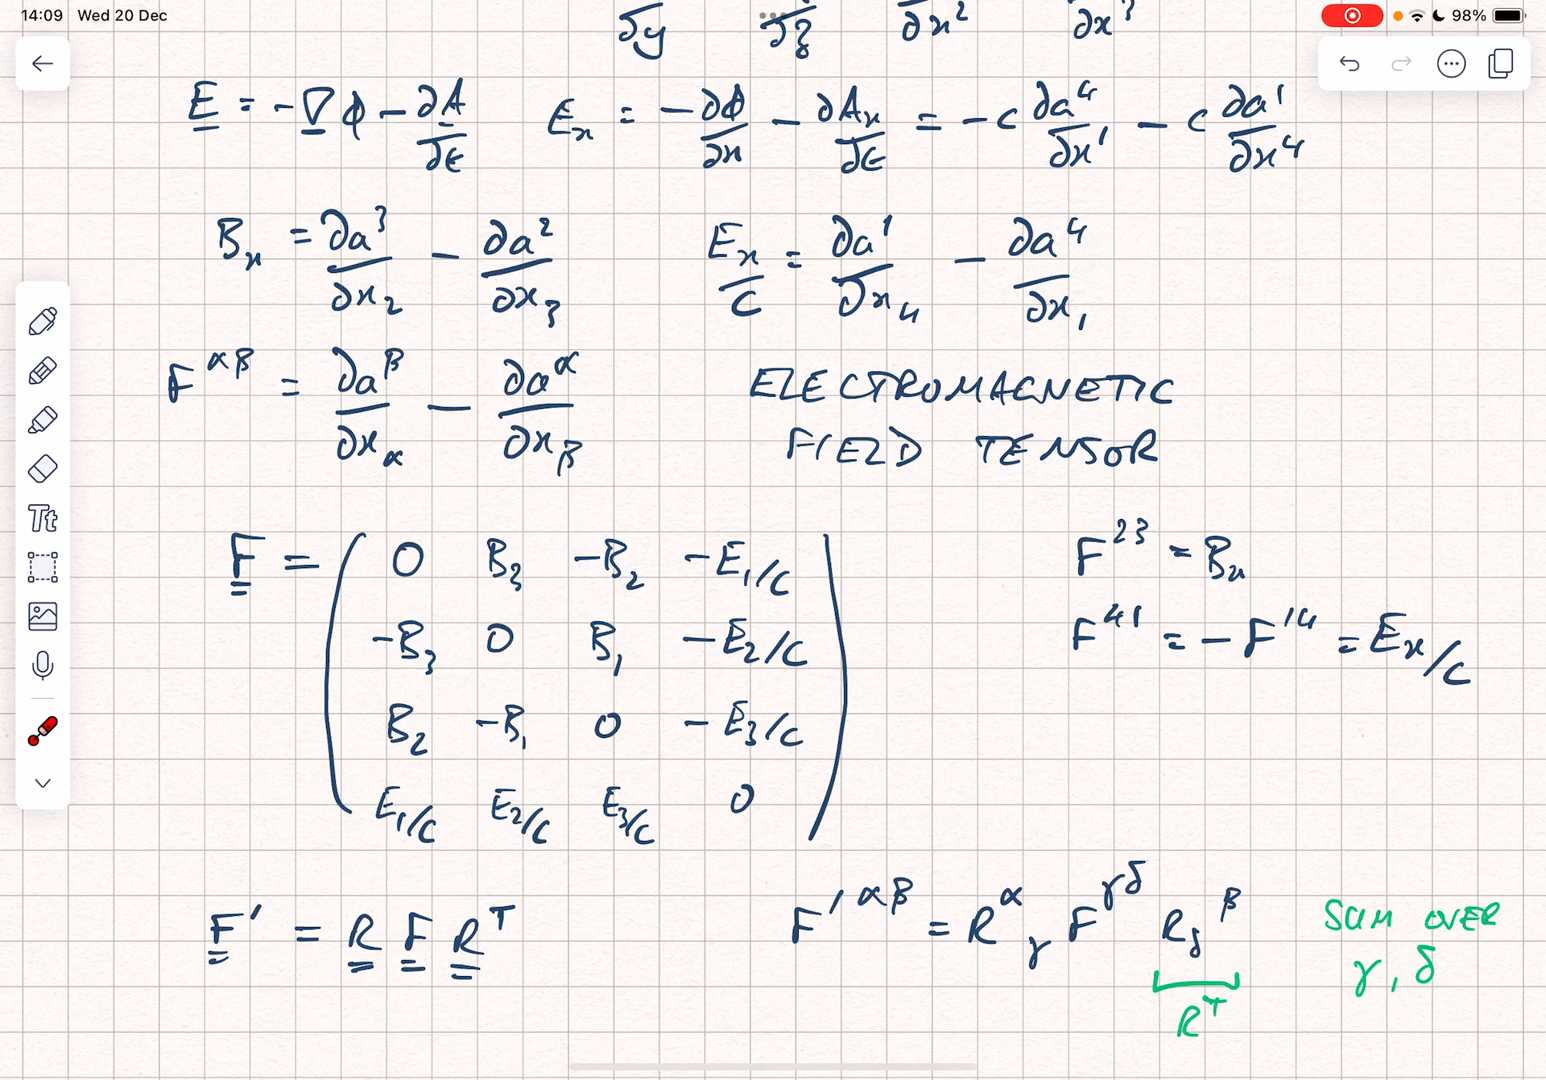 14:09 Wed 20 Dec 98%
∂y ∂z ∂x² ∂x³
E = -∇ϕ - ∂A/∂t   Eₓ = -∂ϕ/∂x - ∂Aₓ/∂t = -c ∂a⁴/∂x¹ - c ∂a¹/∂x⁴
Bₓ = ∂a³/∂x₂ - ∂a²/∂x₃   Eₓ/c = ∂a¹/∂x₄ - ∂a⁴/∂x₁
F^αβ = ∂a^β/∂x_α - ∂a^α/∂x_β   ELECTROMAGNETIC
FIELD TENSOR
F = ( 0 B₃ -B₂ -E₁/c   F²³ = Bₓ
-B₃ 0 B₁ -E₂/c   F⁴¹ = -F¹⁴ = Eₓ/c
B₂ -B₁ 0 -E₃/c
E₁/c E₂/c E₃/c 0 )
F′ = R F Rᵀ   F′^αβ = R^α_γ F^γδ R_δ^β   SUM OVER
γ, δ
Rᵀ
Tt